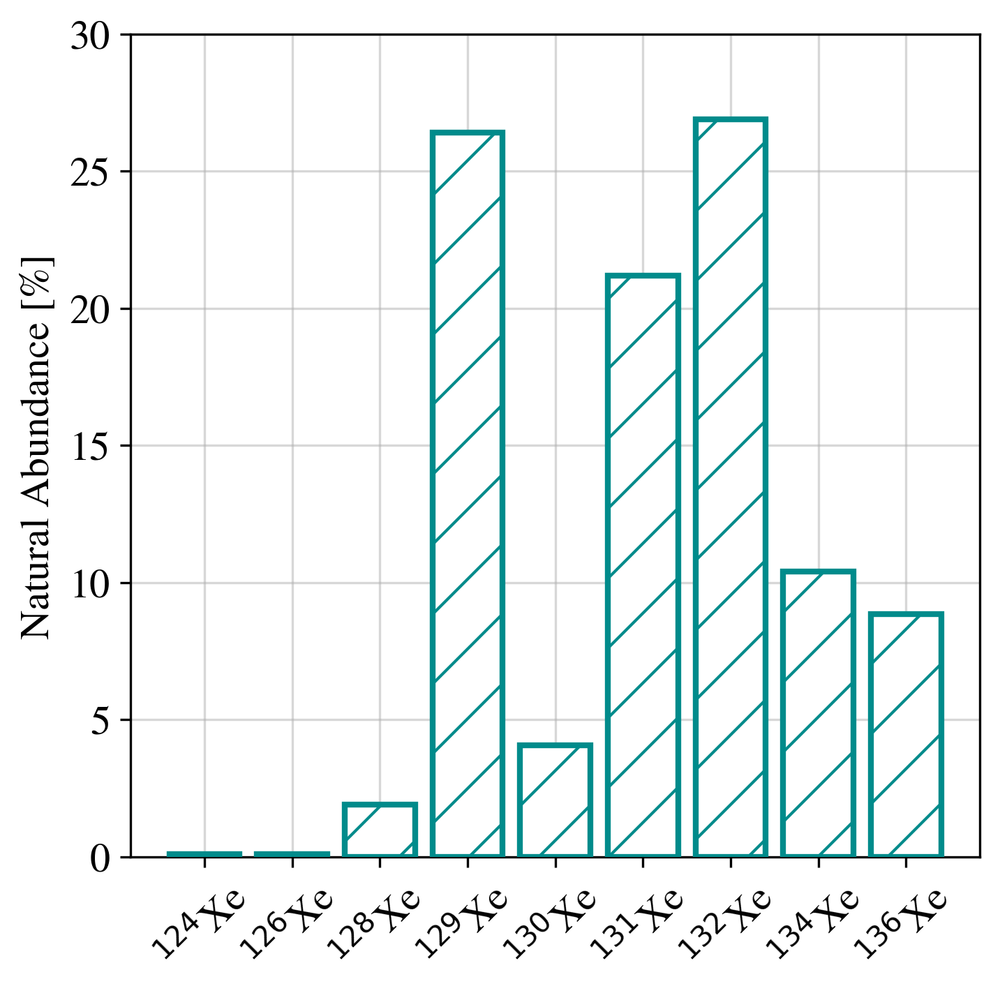 Natural Abundance [%]
30
25
20
15
10
5
0
¹²⁴Xe
¹²⁶Xe
¹²⁸Xe
¹²⁹Xe
¹³⁰Xe
¹³¹Xe
¹³²Xe
¹³⁴Xe
¹³⁶Xe